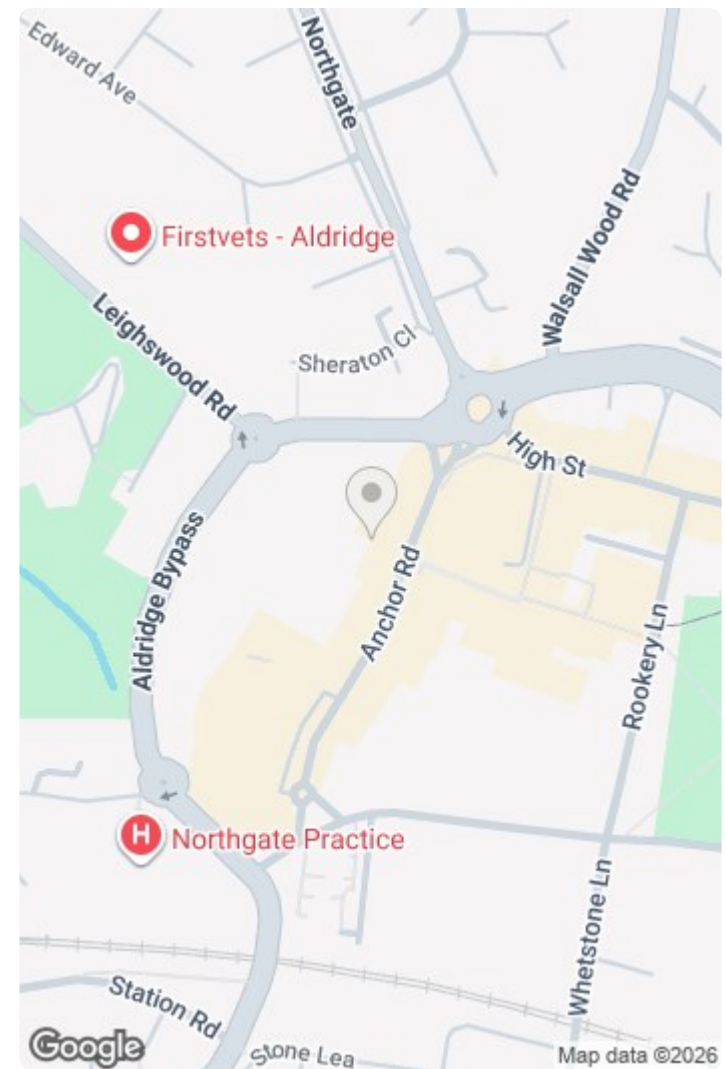 Edward Ave
Northgate
Walsall Wood Rd
Firstvets - Aldridge
Leighswood Rd
Sheraton Cl
High St
Aldridge Bypass
Anchor Rd
Rookery Ln
H
Northgate Practice
Whetstone Ln
Station Rd
Stone Lea
Google
Map data ©2026